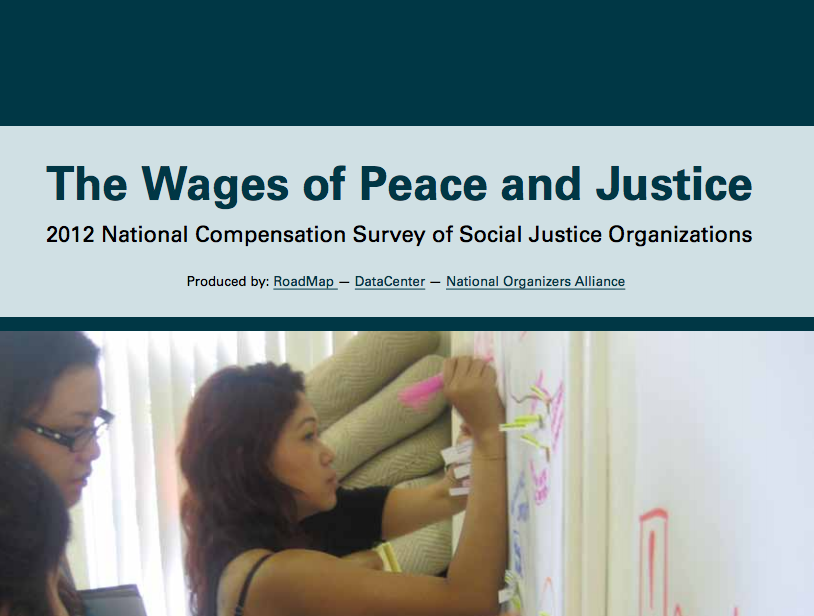 The Wages of Peace and Justice
2012 National Compensation Survey of Social Justice Organizations
Produced by: RoadMap — DataCenter — National Organizers Alliance